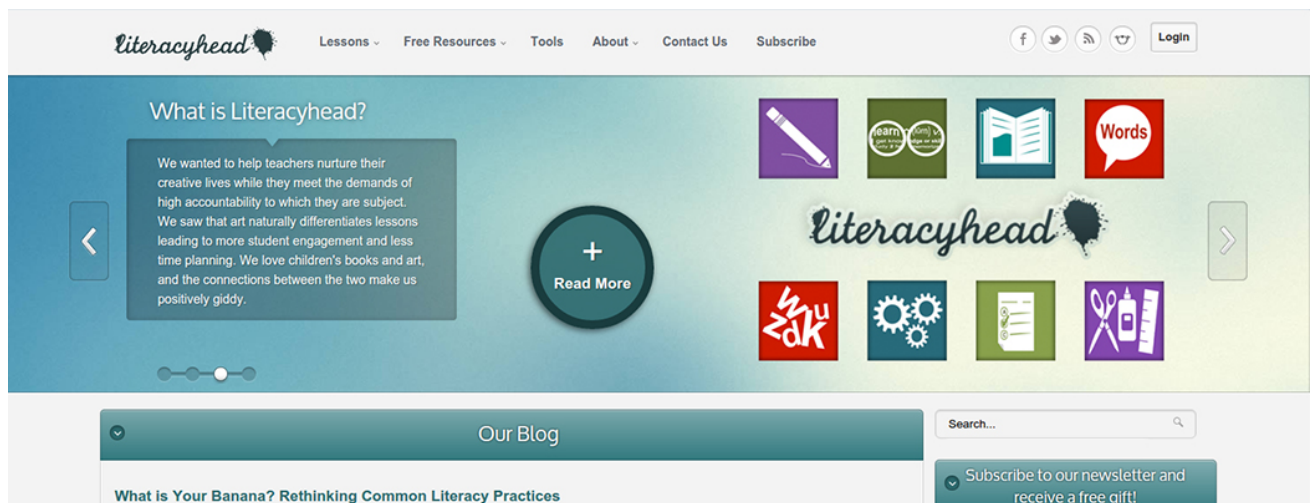 literacyhead
Lessons
Free Resources
Tools
About
Contact Us
Subscribe
f
Login
What is Literacyhead?
We wanted to help teachers nurture their
creative lives while they meet the demands of
high accountability to which they are subject.
We saw that art naturally differentiates lessons
leading to more student engagement and less
time planning. We love children's books and art,
and the connections between the two make us
positively giddy.
+
Read More
learn
Words
literacyhead
W
u
z
d
k
Our Blog
Search...
What is Your Banana? Rethinking Common Literacy Practices
Subscribe to our newsletter and
receive a free gift!